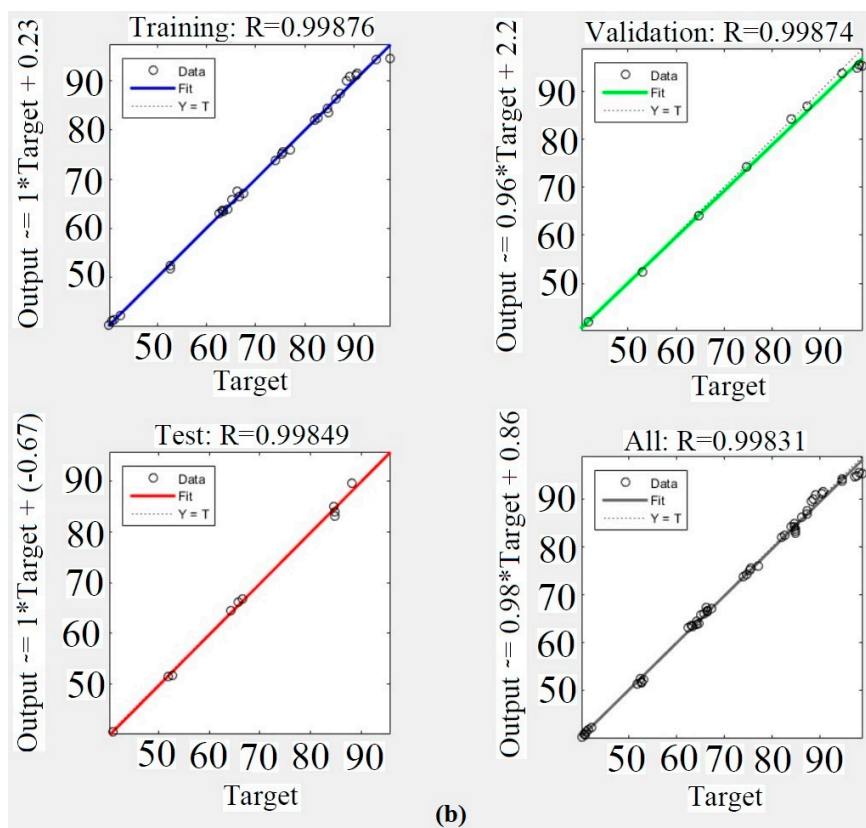 Training: R=0.99876
Output ~= 1*Target + 0.23
Data
Fit
Y = T
90
80
70
60
50
50 60 70 80 90
Target
Validation: R=0.99874
Output ~= 0.96*Target + 2.2
Data
Fit
Y = T
90
80
70
60
50
50 60 70 80 90
Target
Test: R=0.99849
Output ~= 1*Target + (-0.67)
Data
Fit
Y = T
90
80
70
60
50
50 60 70 80 90
Target
All: R=0.99831
Output ~= 0.98*Target + 0.86
Data
Fit
Y = T
90
80
70
60
50
50 60 70 80 90
Target
(b)